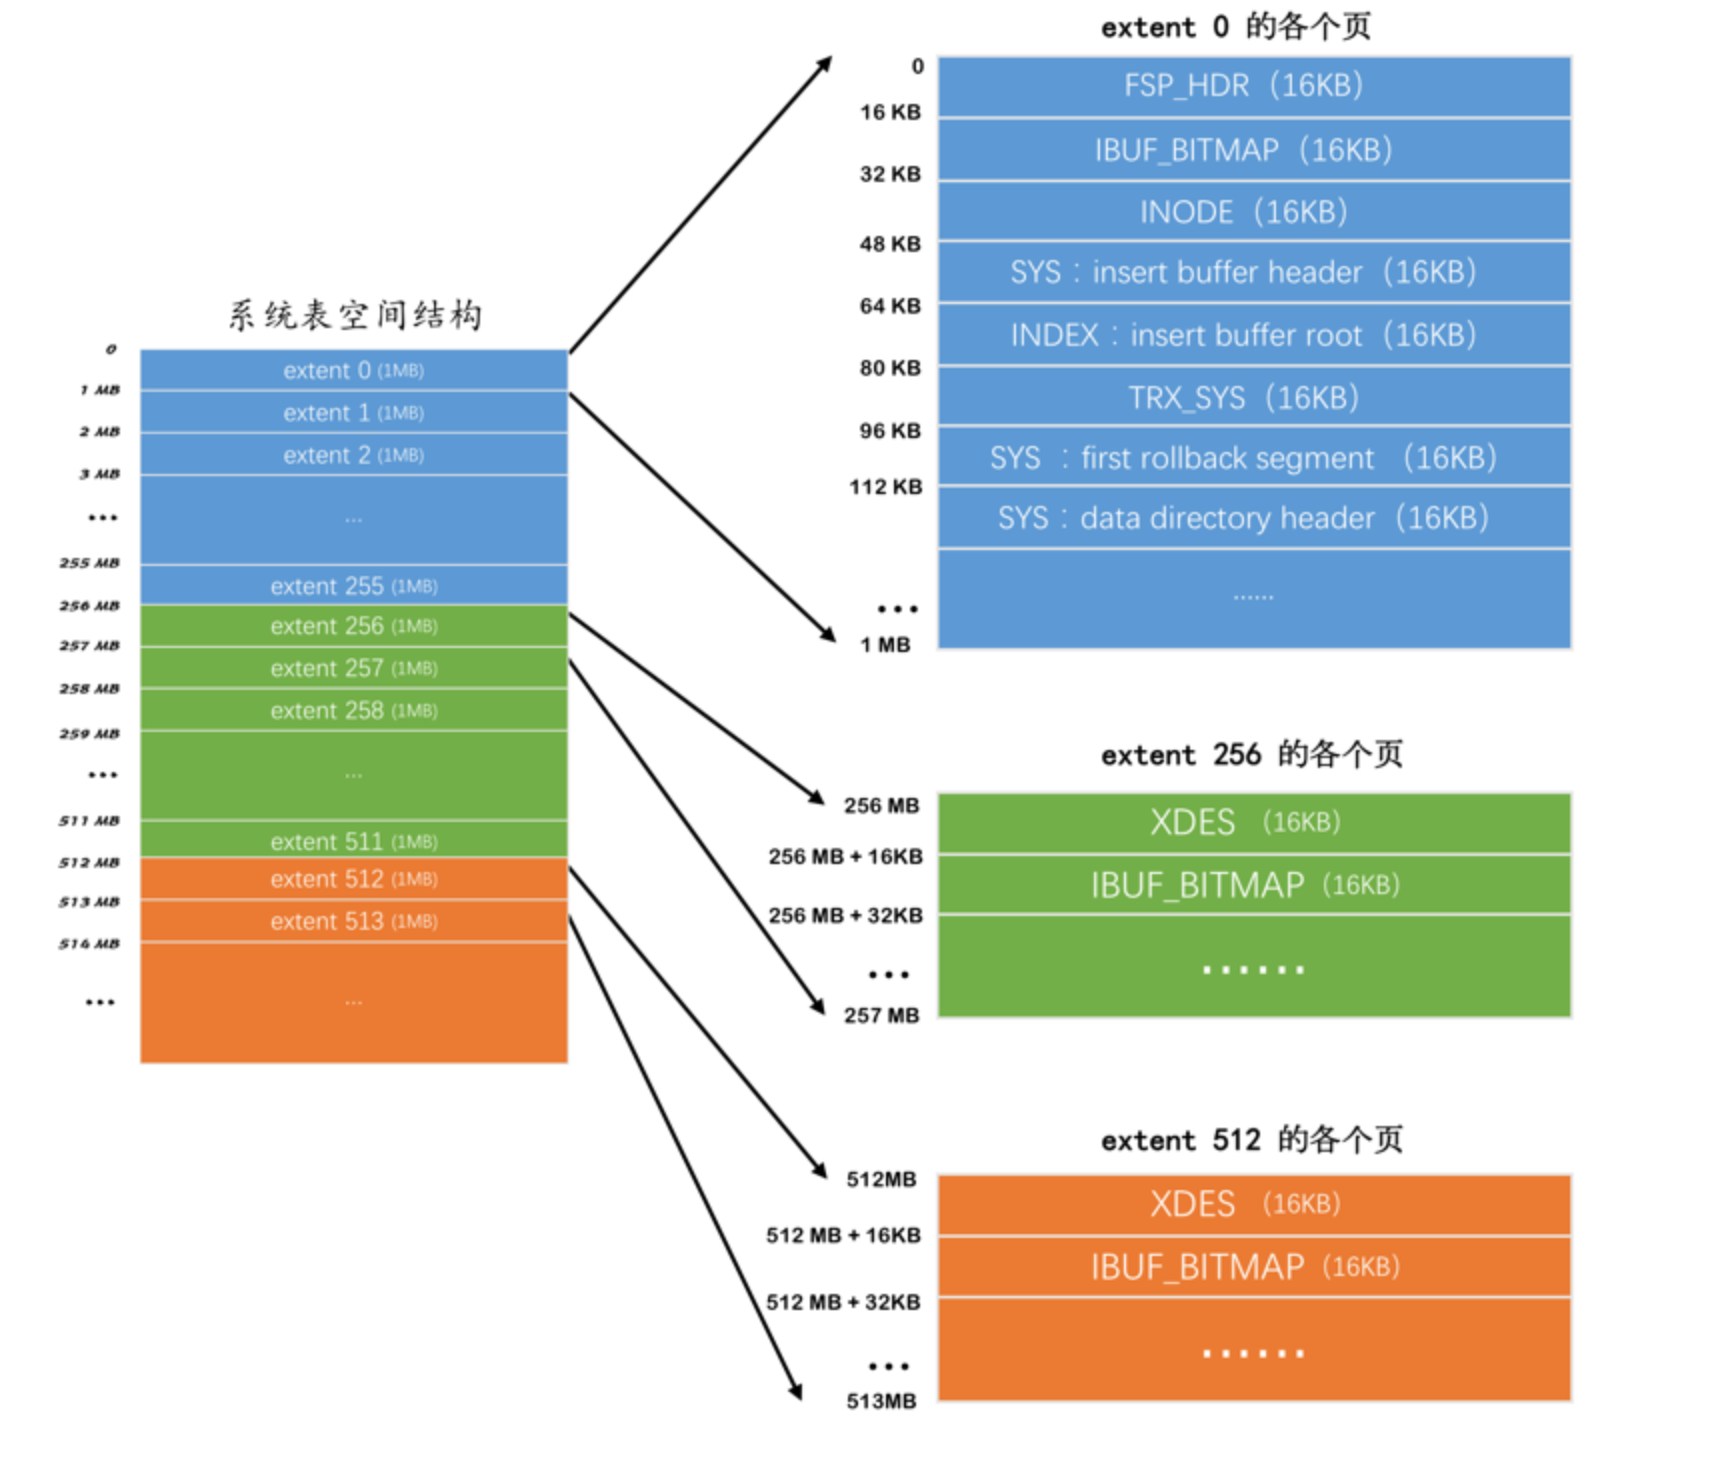 系统表空间结构
0
extent 0 (1MB)
1 MB
extent 1 (1MB)
2 MB
extent 2 (1MB)
3 MB
...
...
255 MB
extent 255 (1MB)
256 MB
extent 256 (1MB)
257 MB
extent 257 (1MB)
258 MB
extent 258 (1MB)
259 MB
...
...
511 MB
extent 511 (1MB)
512 MB
extent 512 (1MB)
513 MB
extent 513 (1MB)
514 MB
...
...
extent 0 的各个页
0
FSP_HDR（16KB）
16 KB
IBUF_BITMAP（16KB）
32 KB
INODE（16KB）
48 KB
SYS：insert buffer header（16KB）
64 KB
INDEX：insert buffer root（16KB）
80 KB
TRX_SYS（16KB）
96 KB
SYS ：first rollback segment （16KB）
112 KB
SYS：data directory header（16KB）
......
...
1 MB
extent 256 的各个页
256 MB
XDES （16KB）
256 MB + 16KB
IBUF_BITMAP（16KB）
256 MB + 32KB
......
...
257 MB
extent 512 的各个页
512MB
XDES （16KB）
512 MB + 16KB
IBUF_BITMAP（16KB）
512 MB + 32KB
......
...
513MB